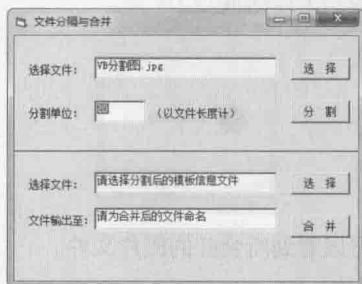 文件分隔与合并
选择文件: VB分割图.jpg 选 择
分割单位: (以文件长度计) 分 割
选择文件: 请选择分割后的模板信息文件 选 择
文件输出至: 请为合并后的文件命名 合 并